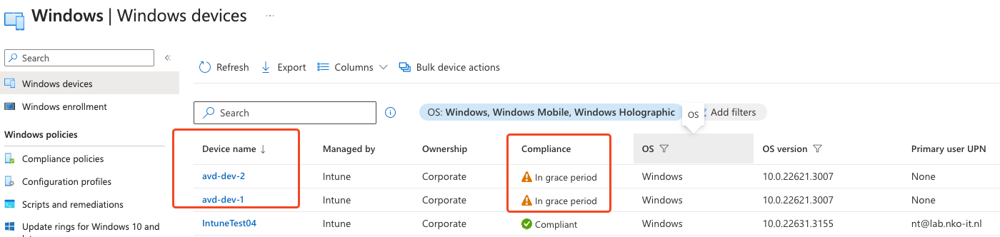 Windows | Windows devices ...
Search «
Windows devices
Windows enrollment
Windows policies
Compliance policies
Configuration profiles
Scripts and remediations
Update rings for Windows 10 and
Refresh Export Columns Bulk device actions
Search OS: Windows, Windows Mobile, Windows Holographic OS Add filters
Device name ↓ Managed by Ownership Compliance OS OS version Primary user UPN
avd-dev-2 Intune Corporate In grace period Windows 10.0.22621.3007 None
avd-dev-1 Intune Corporate In grace period Windows 10.0.22621.3007 None
IntuneTest04 Intune Corporate Compliant Windows 10.0.22631.3155 nt@lab.nko-it.nl